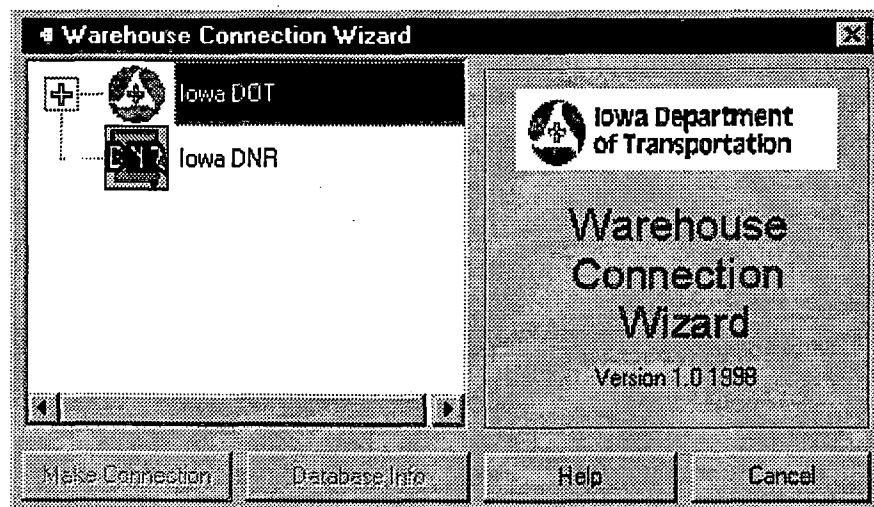 Warehouse Connection Wizard
Iowa DOT
DNR Iowa DNR
Iowa Department
of Transportation
Warehouse
Connection
Wizard
Version 1.0 1998
Make Connection
Database Info
Help
Cancel